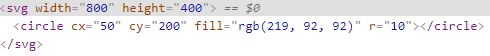 <svg width="800" height="400"> == $0
<circle cx="50" cy="200" fill="rgb(219, 92, 92)" r="10"></circle>
</svg>